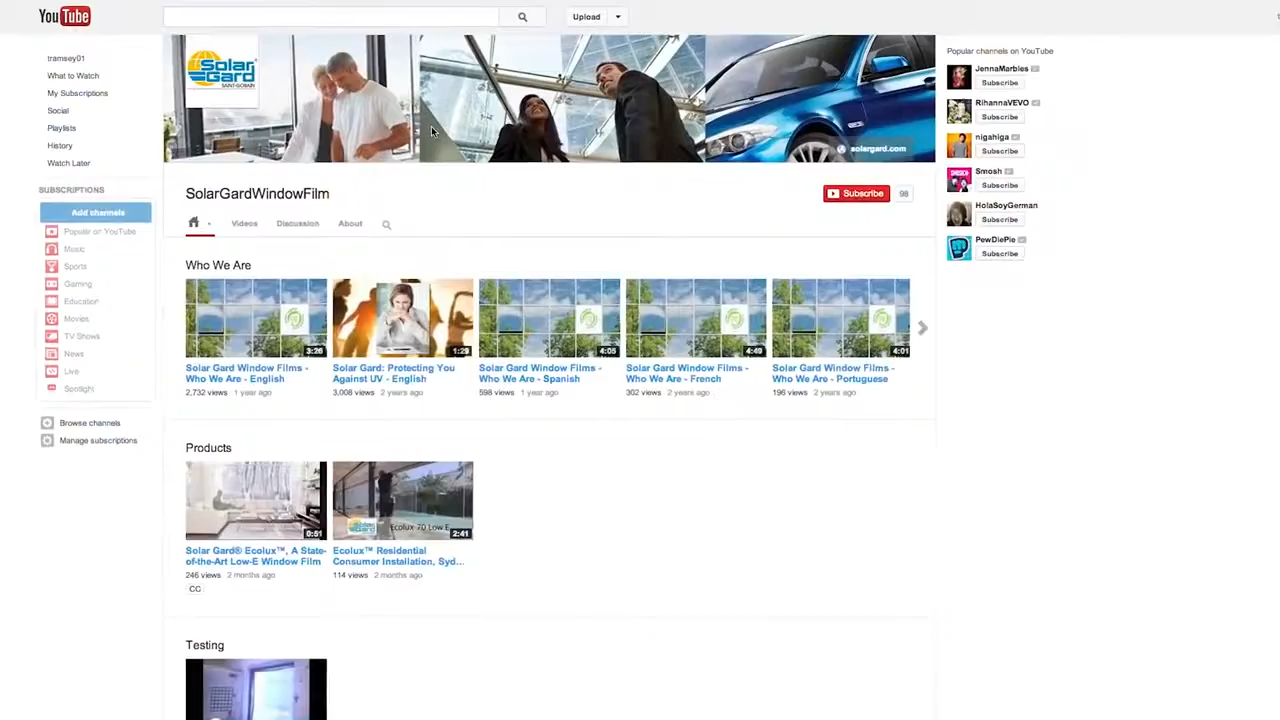 YouTube
Upload
tramsey01
What to Watch
My Subscriptions
Social
Playlists
History
Watch Later
SUBSCRIPTIONS
Add channels
Popular on YouTube
Music
Sports
Gaming
Education
Movies
TV Shows
News
Live
Spotlight
Browse channels
Manage subscriptions
Solar
Gard
SAINT-GOBAIN
solargard.com
SolarGardWindowFilm
Subscribe 98
Videos Discussion About
Who We Are
3:26 1:29 4:05 4:49 4:01
Solar Gard Window Films -
Who We Are - English
2,732 views 1 year ago
Solar Gard: Protecting You
Against UV - English
3,008 views 2 years ago
Solar Gard Window Films -
Who We Are - Spanish
598 views 1 year ago
Solar Gard Window Films -
Who We Are - French
302 views 2 years ago
Solar Gard Window Films -
Who We Are - Portuguese
196 views 2 years ago
Products
0:51
Solar Gard® Ecolux™, A State-
of-the-Art Low-E Window Film
246 views 2 months ago
CC
Solar Gard
Ecolux 70 Low E
2:41
Ecolux™ Residential
Consumer Installation, Syd...
114 views 2 months ago
Testing
Popular channels on YouTube
JennaMarbles
Subscribe
RihannaVEVO
Subscribe
nigahiga
Subscribe
Smosh
Subscribe
HolaSoyGerman
Subscribe
PewDiePie
Subscribe